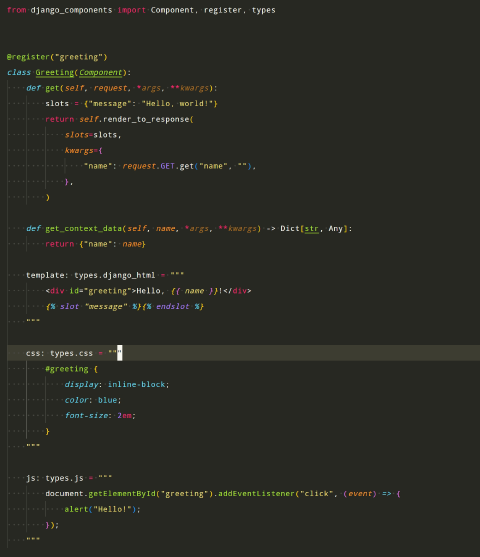 from django_components import Component, register, types
@register("greeting")
class Greeting(Component):
    def get(self, request, *args, **kwargs):
        slots = {"message": "Hello, world!"}
        return self.render_to_response(
            slots=slots,
            kwargs={
                "name": request.GET.get("name", ""),
            },
        )
    def get_context_data(self, name, *args, **kwargs) -> Dict[str, Any]:
        return {"name": name}
    template: types.django_html = """
        <div id="greeting">Hello, {{ name }}!</div>
        {% slot "message" %}{% endslot %}
    """
    css: types.css = """
        #greeting {
            display: inline-block;
            color: blue;
            font-size: 2em;
        }
    """
    js: types.js = """
        document.getElementById("greeting").addEventListener("click", (event) => {
            alert("Hello!");
        });
    """